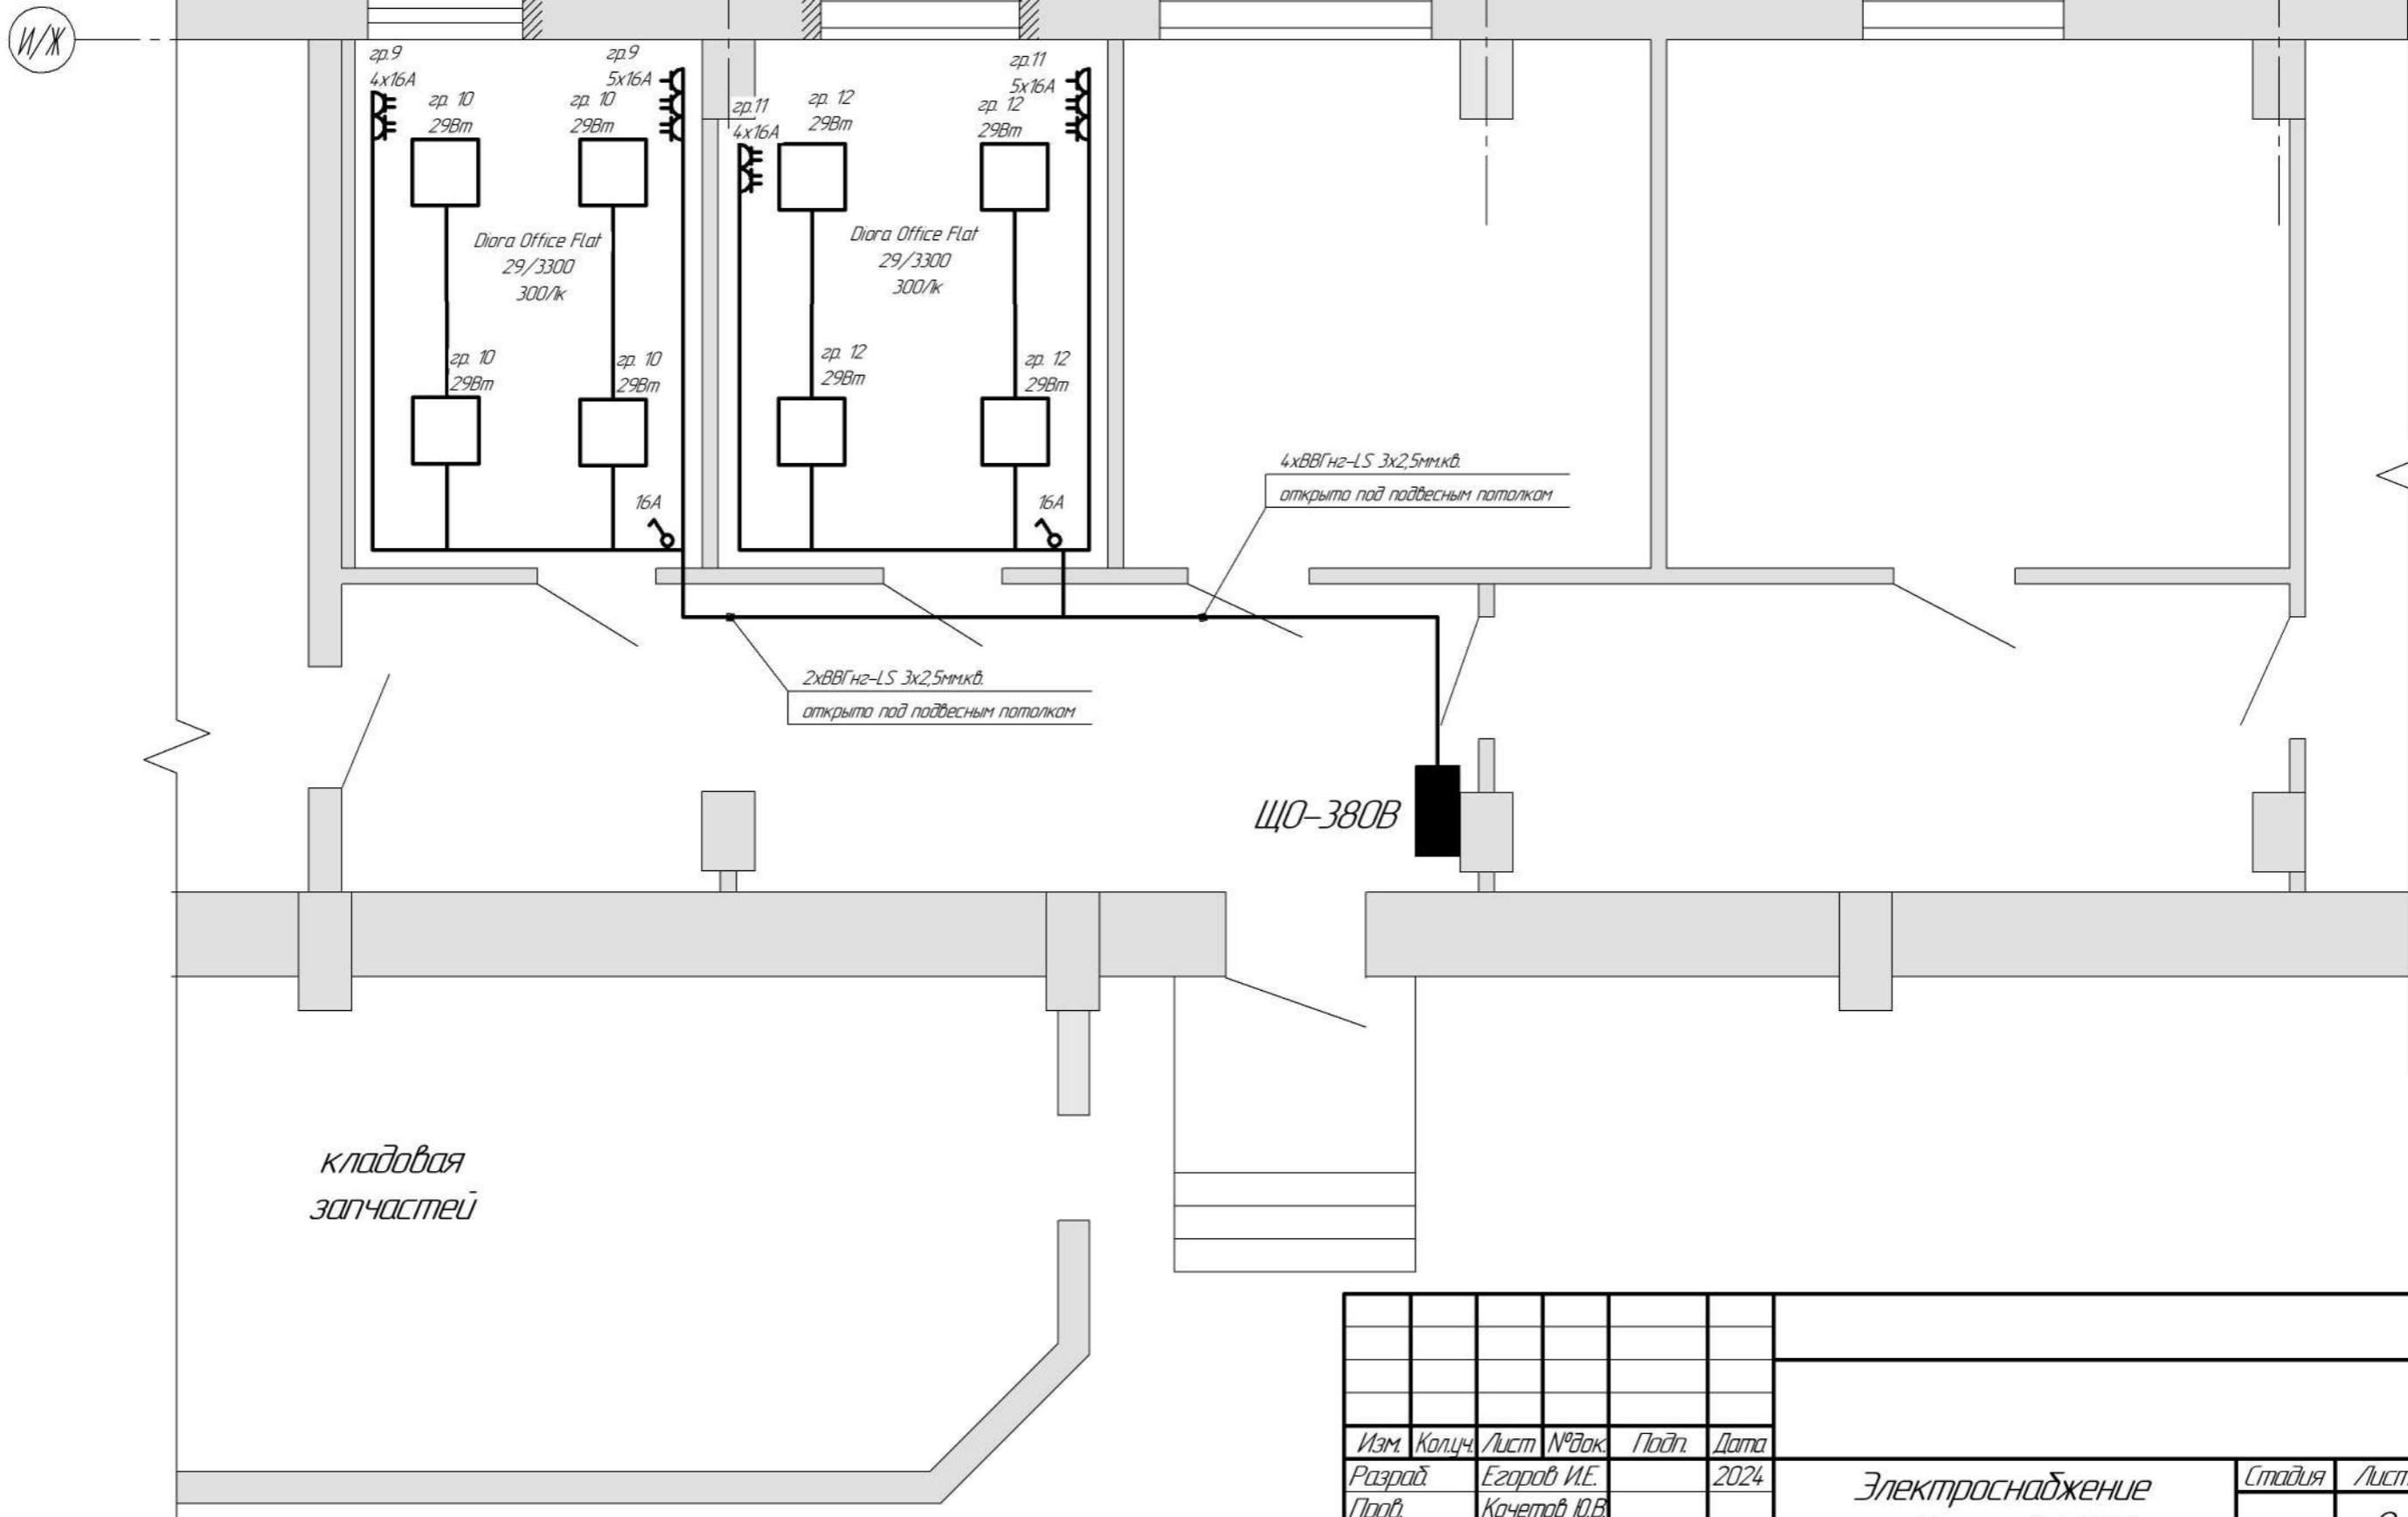 И/Ж
гр.9
4х16А
гр. 10
29Вт
гр.9
5х16А
гр. 10
29Вт
гр.11
4х16А
гр. 12
29Вт
гр.11
5х16А
гр. 12
29Вт
Diora Office Flat
29/3300
300Лк
Diora Office Flat
29/3300
300Лк
гр. 10
29Вт
гр. 10
29Вт
гр. 12
29Вт
гр. 12
29Вт
16А
16А
4хВВГнг-LS 3х2,5мм.кв.
открыто под подвесным потолком
2хВВГнг-LS 3х2,5мм.кв.
открыто под подвесным потолком
ЩО-380В
кладовая
запчастей
Изм. Кол.уч. Лист №док. Подп. Дата
Разраб. Егоров И.Е. 2024
Пров. Кочетов Ю.В.
Электроснабжение
Стадия Лист